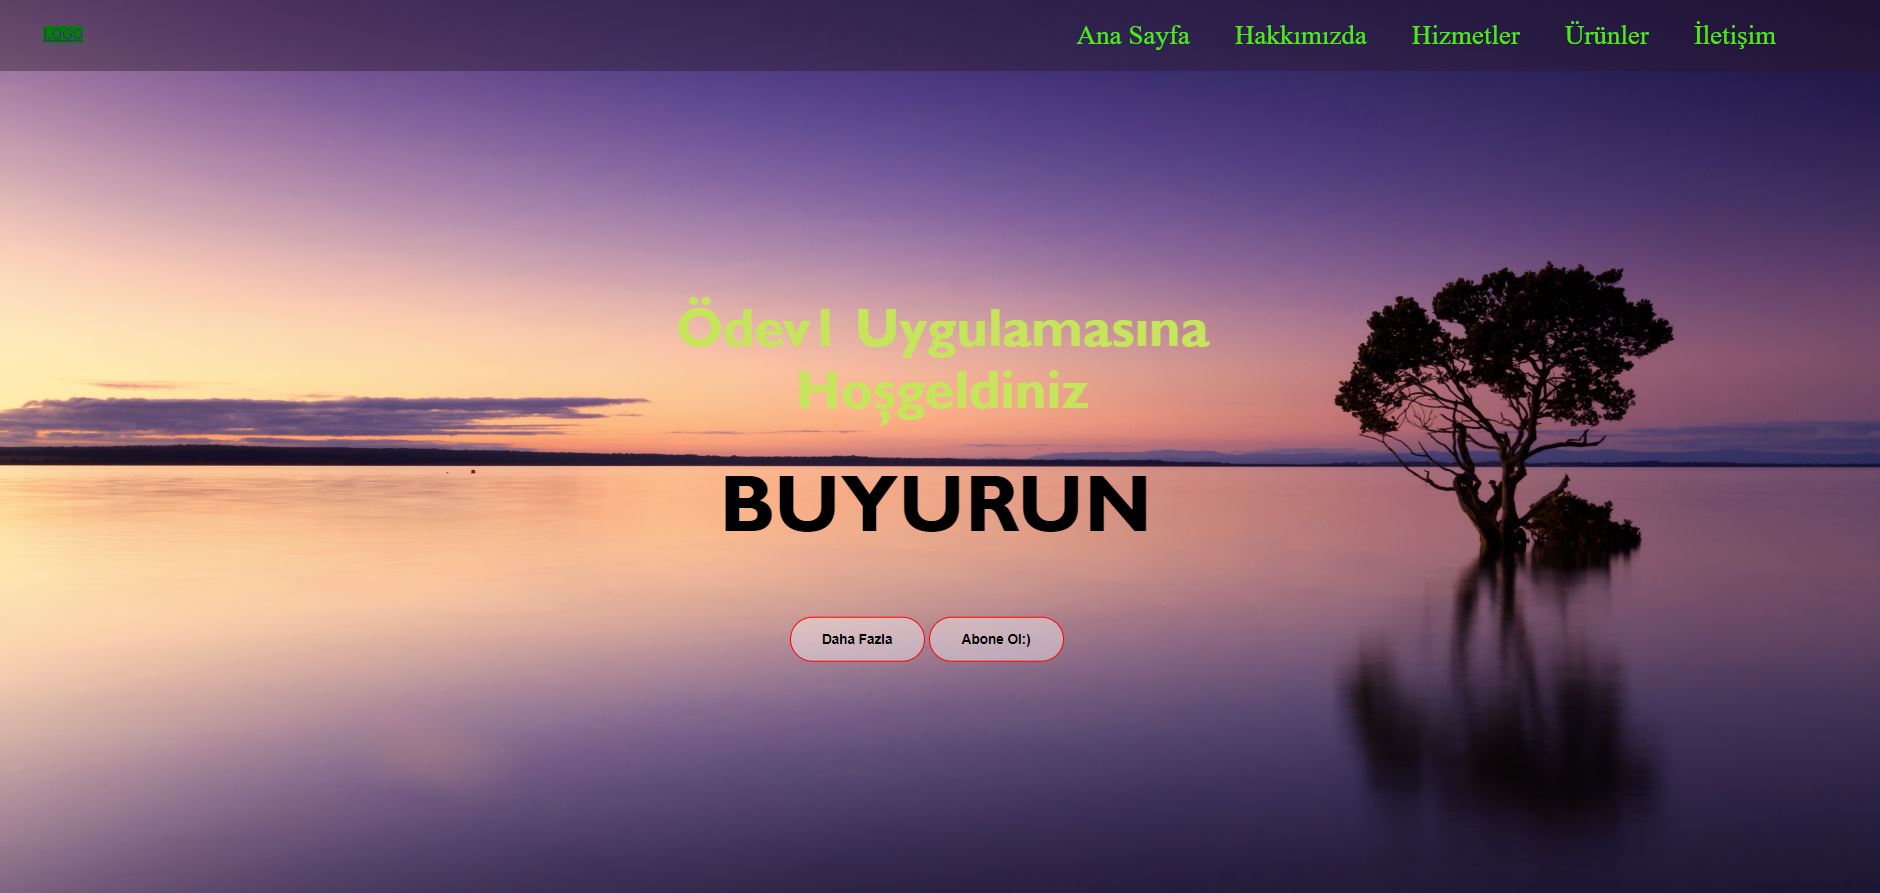 LOGO
Ana Sayfa Hakkımızda Hizmetler Ürünler İletişim
Ödev1 Uygulamasına
Hoşgeldiniz
BUYURUN
Daha Fazla Abone Ol:)